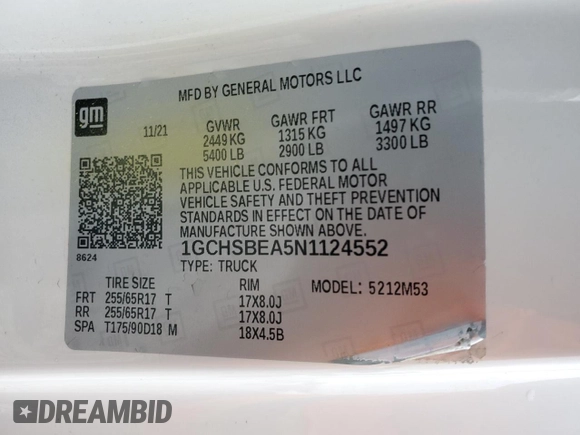 MFD BY GENERAL MOTORS LLC
gm
11/21 GVWR GAWR FRT GAWR RR
2449 KG 1315 KG 1497 KG
5400 LB 2900 LB 3300 LB
THIS VEHICLE CONFORMS TO ALL
APPLICABLE U.S. FEDERAL MOTOR
VEHICLE SAFETY AND THEFT PREVENTION
STANDARDS IN EFFECT ON THE DATE OF
MANUFACTURE SHOWN ABOVE.
8624
1GCHSBEA5N1124552
TYPE: TRUCK
TIRE SIZE RIM MODEL: 5212M53
FRT 255/65R17 T 17X8.0J
RR 255/65R17 T 17X8.0J
SPA T175/90D18 M 18X4.5B
DREAMBID